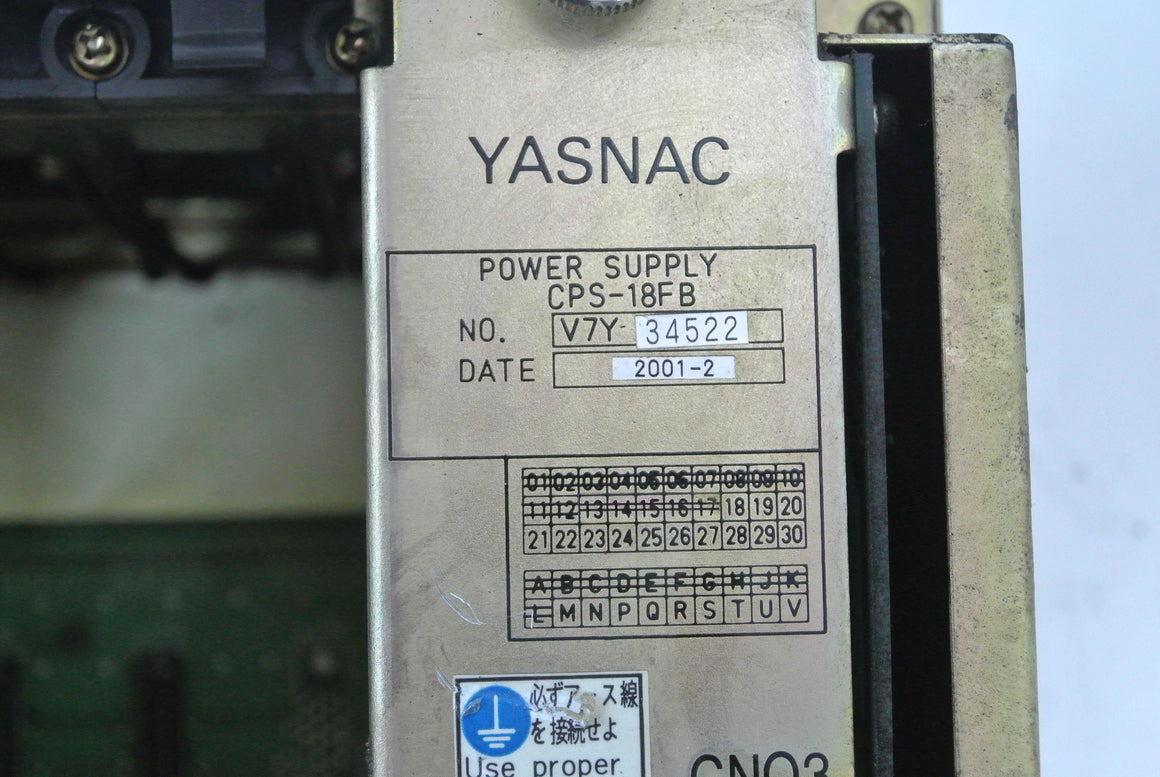 YASNAC
POWER SUPPLY
CPS-18FB
NO. V7Y- 34522
DATE 2001-2
01 02 03 04 05 06 07 08 09 10
11 12 13 14 15 16 17 18 19 20
21 22 23 24 25 26 27 28 29 30
A B C D E F G H J K
L M N P Q R S T U V
必ずアース線
を接続せよ
Use proper
CN03